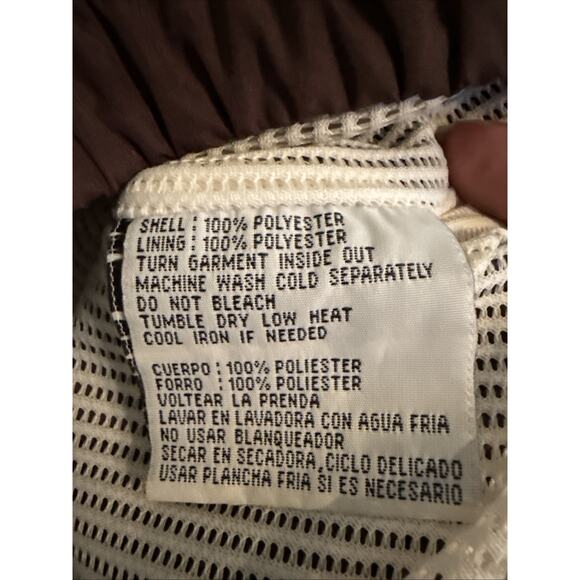 SHELL: 100% POLYESTER
LINING: 100% POLYESTER
TURN GARMENT INSIDE OUT
MACHINE WASH COLD SEPARATELY
DO NOT BLEACH
TUMBLE DRY LOW HEAT
COOL IRON IF NEEDED
CUERPO: 100% POLIESTER
FORRO: 100% POLIESTER
VOLTEAR LA PRENDA
LAVAR EN LAVADORA CON AGUA FRIA
NO USAR BLANQUEADOR
SECAR EN SECADORA, CICLO DELICADO
USAR PLANCHA FRIA SI ES NECESARIO